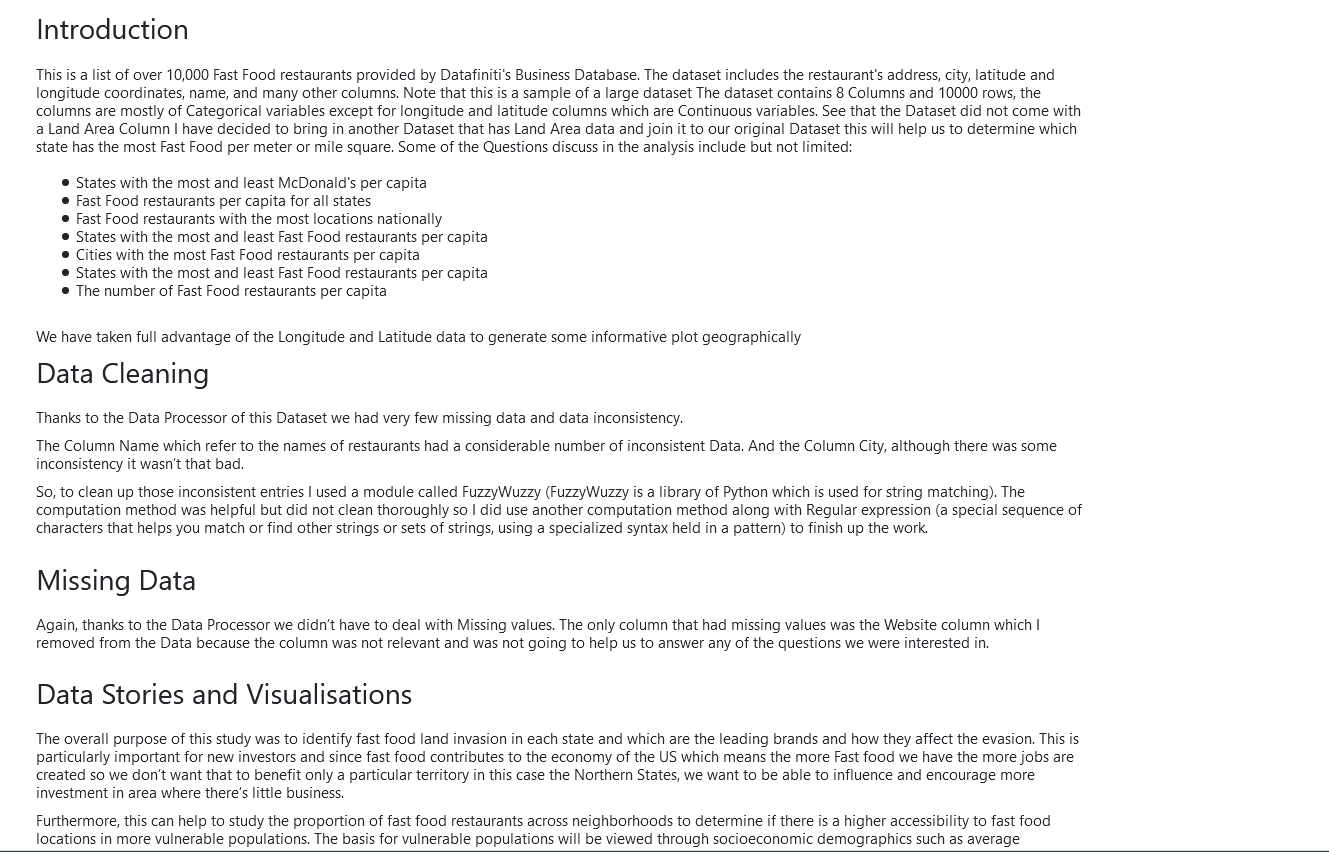 Introduction
This is a list of over 10,000 Fast Food restaurants provided by Datafiniti's Business Database. The dataset includes the restaurant's address, city, latitude and
longitude coordinates, name, and many other columns. Note that this is a sample of a large dataset The dataset contains 8 Columns and 10000 rows, the
columns are mostly of Categorical variables except for longitude and latitude columns which are Continuous variables. See that the Dataset did not come with
a Land Area Column I have decided to bring in another Dataset that has Land Area data and join it to our original Dataset this will help us to determine which
state has the most Fast Food per meter or mile square. Some of the Questions discuss in the analysis include but not limited:
● States with the most and least McDonald's per capita
● Fast Food restaurants per capita for all states
● Fast Food restaurants with the most locations nationally
● States with the most and least Fast Food restaurants per capita
● Cities with the most Fast Food restaurants per capita
● States with the most and least Fast Food restaurants per capita
● The number of Fast Food restaurants per capita
We have taken full advantage of the Longitude and Latitude data to generate some informative plot geographically
Data Cleaning
Thanks to the Data Processor of this Dataset we had very few missing data and data inconsistency.
The Column Name which refer to the names of restaurants had a considerable number of inconsistent Data. And the Column City, although there was some
inconsistency it wasn't that bad.
So, to clean up those inconsistent entries I used a module called FuzzyWuzzy (FuzzyWuzzy is a library of Python which is used for string matching). The
computation method was helpful but did not clean thoroughly so I did use another computation method along with Regular expression (a special sequence of
characters that helps you match or find other strings or sets of strings, using a specialized syntax held in a pattern) to finish up the work.
Missing Data
Again, thanks to the Data Processor we didn't have to deal with Missing values. The only column that had missing values was the Website column which I
removed from the Data because the column was not relevant and was not going to help us to answer any of the questions we were interested in.
Data Stories and Visualisations
The overall purpose of this study was to identify fast food land invasion in each state and which are the leading brands and how they affect the evasion. This is
particularly important for new investors and since fast food contributes to the economy of the US which means the more Fast food we have the more jobs are
created so we don't want that to benefit only a particular territory in this case the Northern States, we want to be able to influence and encourage more
investment in area where there's little business.
Furthermore, this can help to study the proportion of fast food restaurants across neighborhoods to determine if there is a higher accessibility to fast food
locations in more vulnerable populations. The basis for vulnerable populations will be viewed through socioeconomic demographics such as average